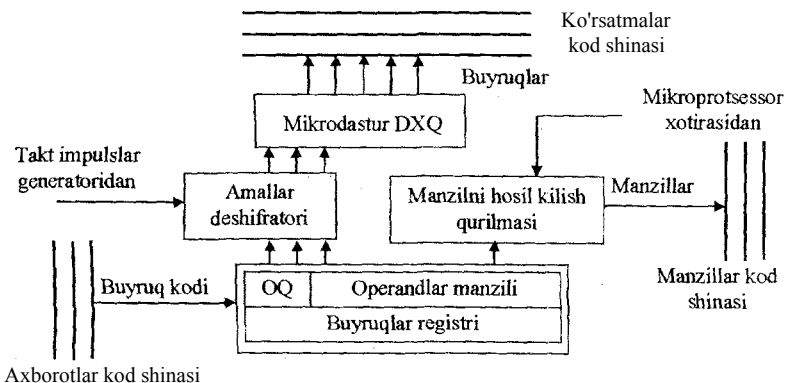 Ko'rsatmalar
kod shinasi
Buyruqlar
Mikroprotsessor
xotirasidan
Mikrodastur DXQ
Takt impulslar
generatoridan
Amallar
deshifratori
Manzilni hosil kilish
qurilmasi
Manzillar
Buyruq kodi
OQ
Operandlar manzili
Buyruqlar registri
Manzillar kod
shinasi
Axborotlar kod shinasi